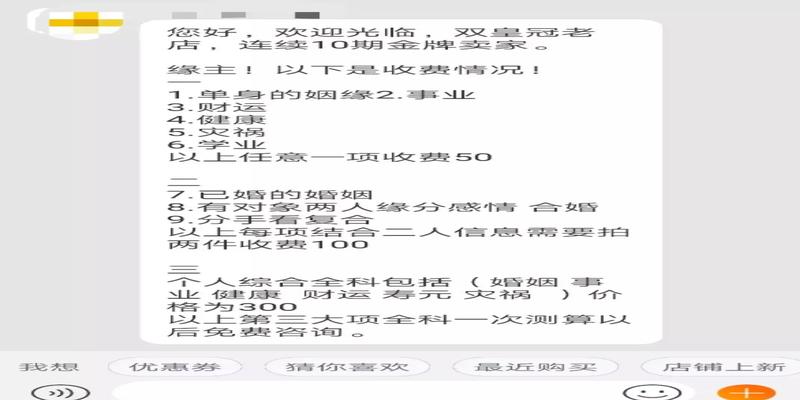 您好，欢迎光临，双皇冠老
店，连续10期金牌卖家。
缘主！以下是收费情况！
一
1.单身的姻缘2.事业
3.财运
4.健康
5.灾祸
6.学业
以上任意一项收费50
二
7.已婚的婚姻
8.有对象两人缘分感情 合婚
9.分手看复合
以上每项结合二人信息需要拍
两件收费100
三
个人综合全科包括（婚姻 事
业 健康 财运 寿元 灾祸 ）价
格为300
以上第三大项全科一次测算以
后免费咨询。
我想 优惠券 猜你喜欢 最近购买 店铺上新